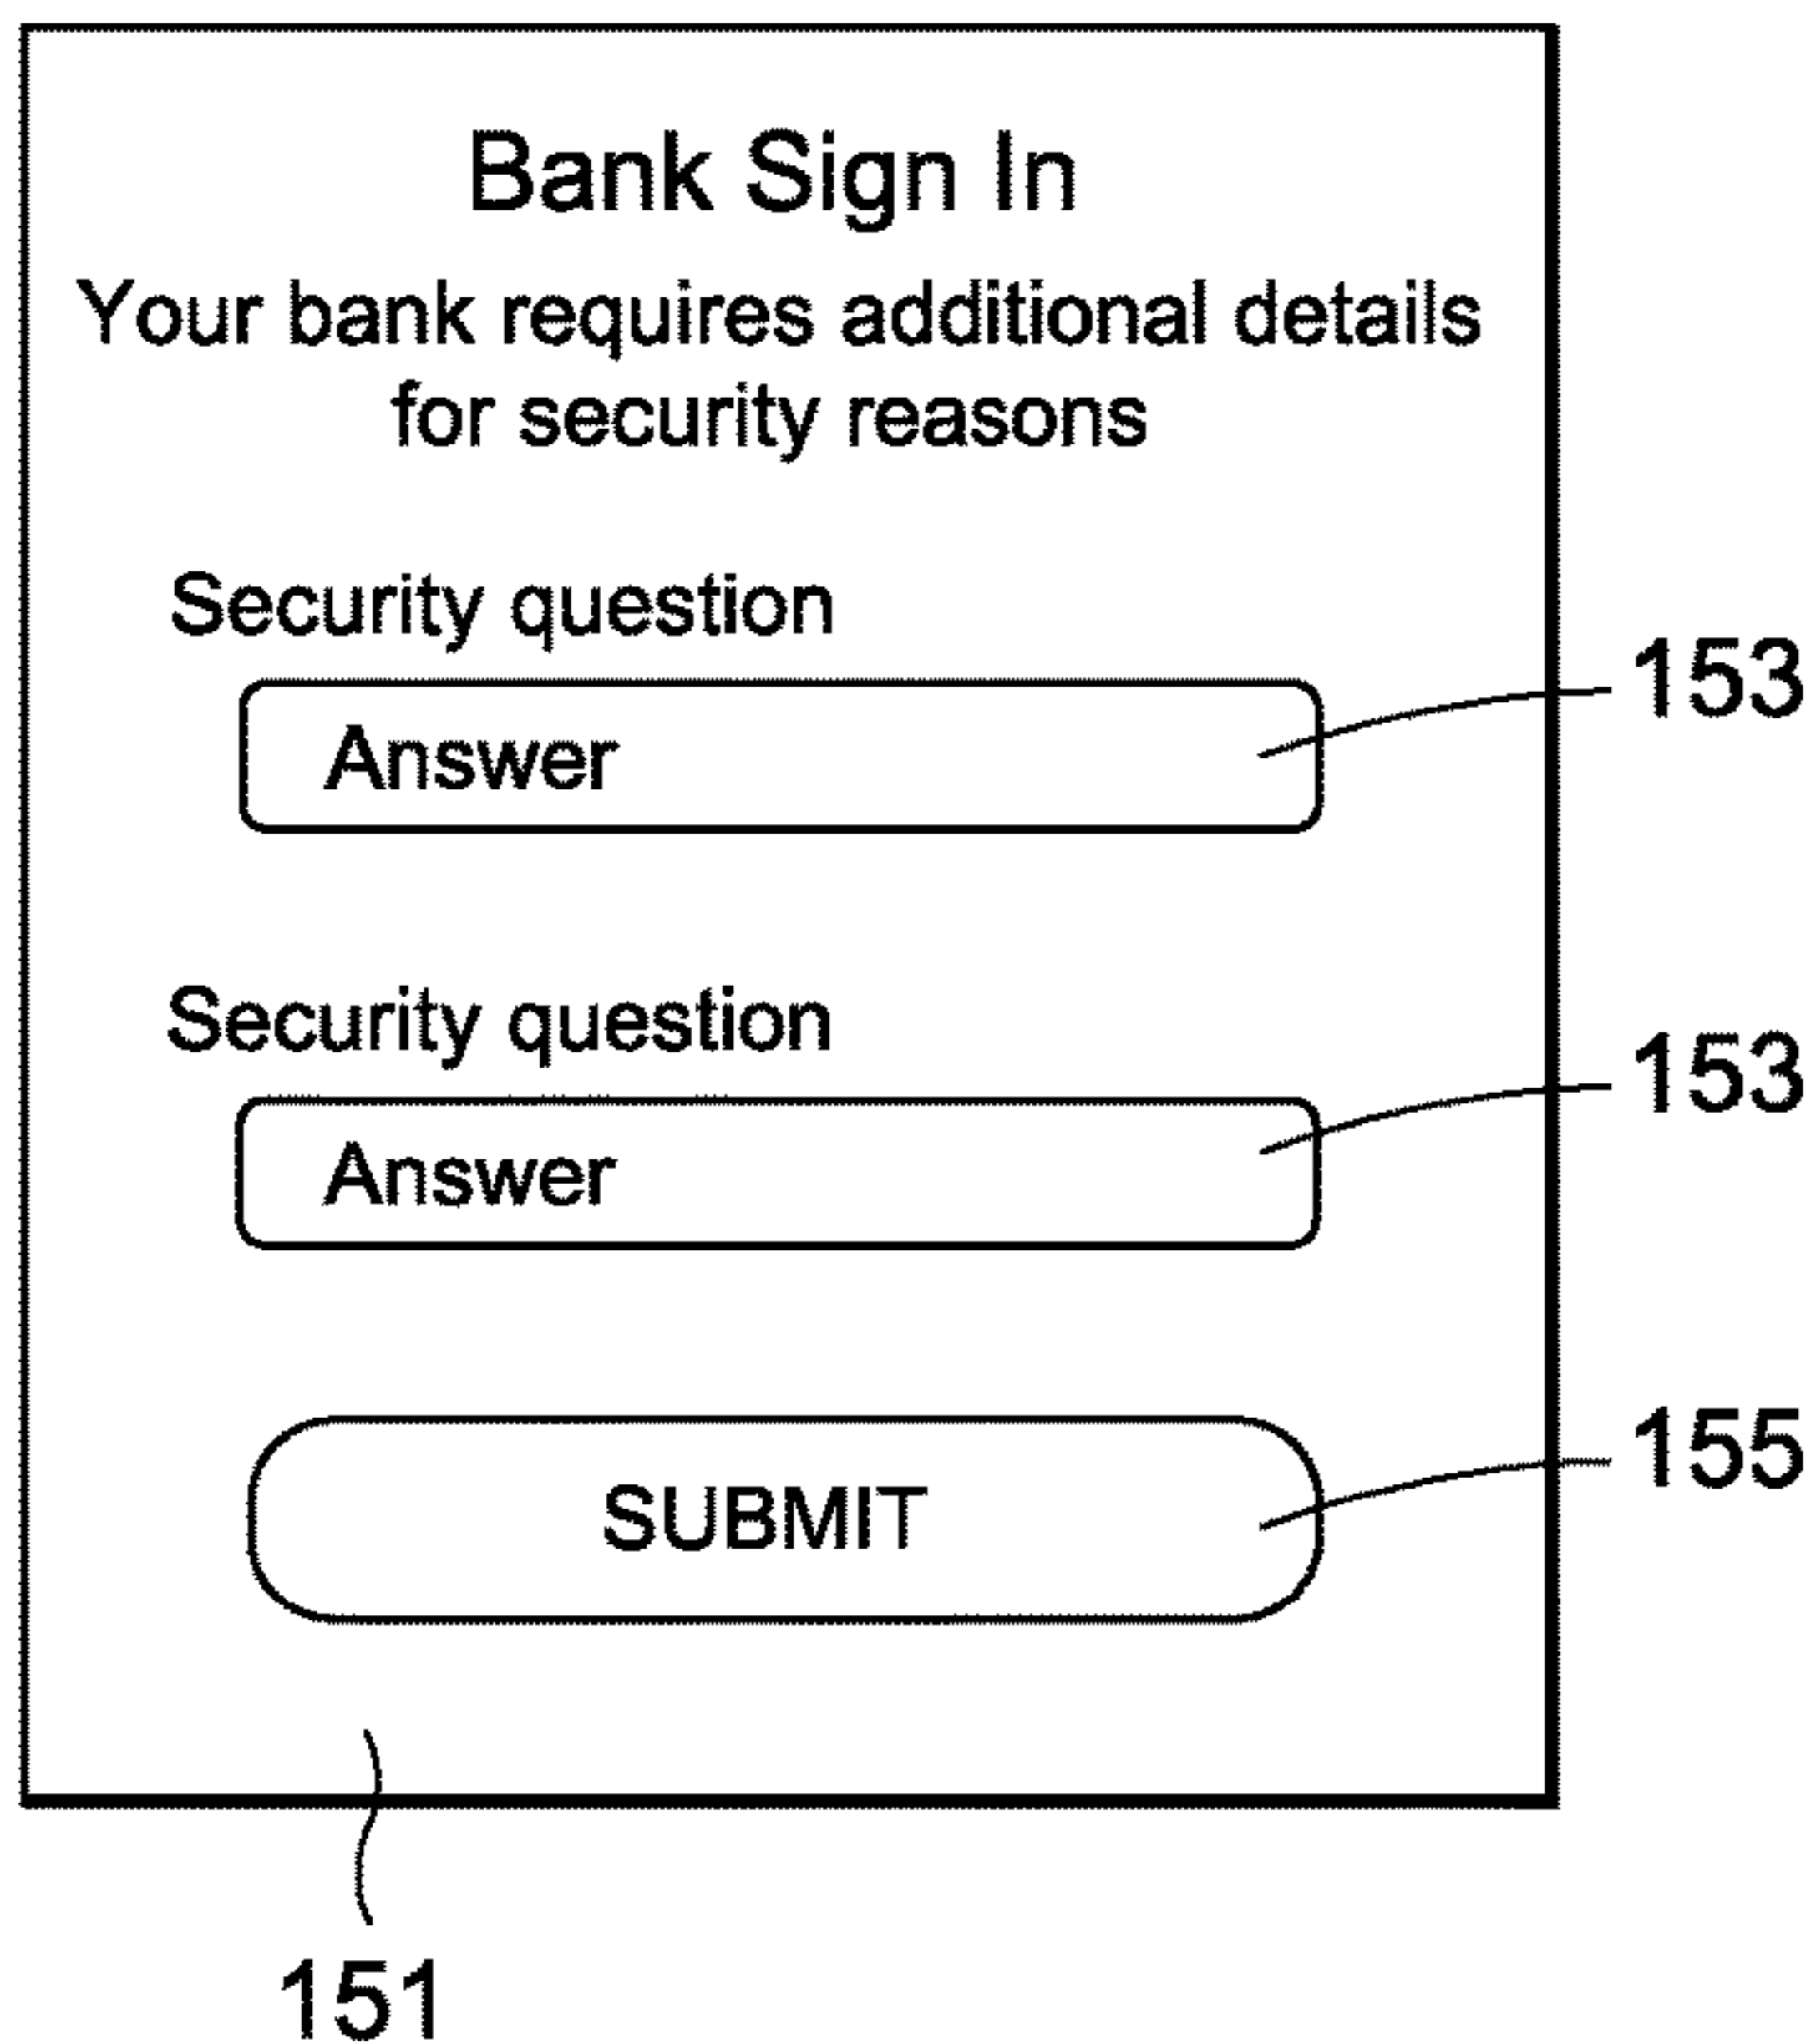 Bank Sign In
Your bank requires additional details
for security reasons
Security question
153
Answer
Security question
153
Answer
155
SUBMIT
151